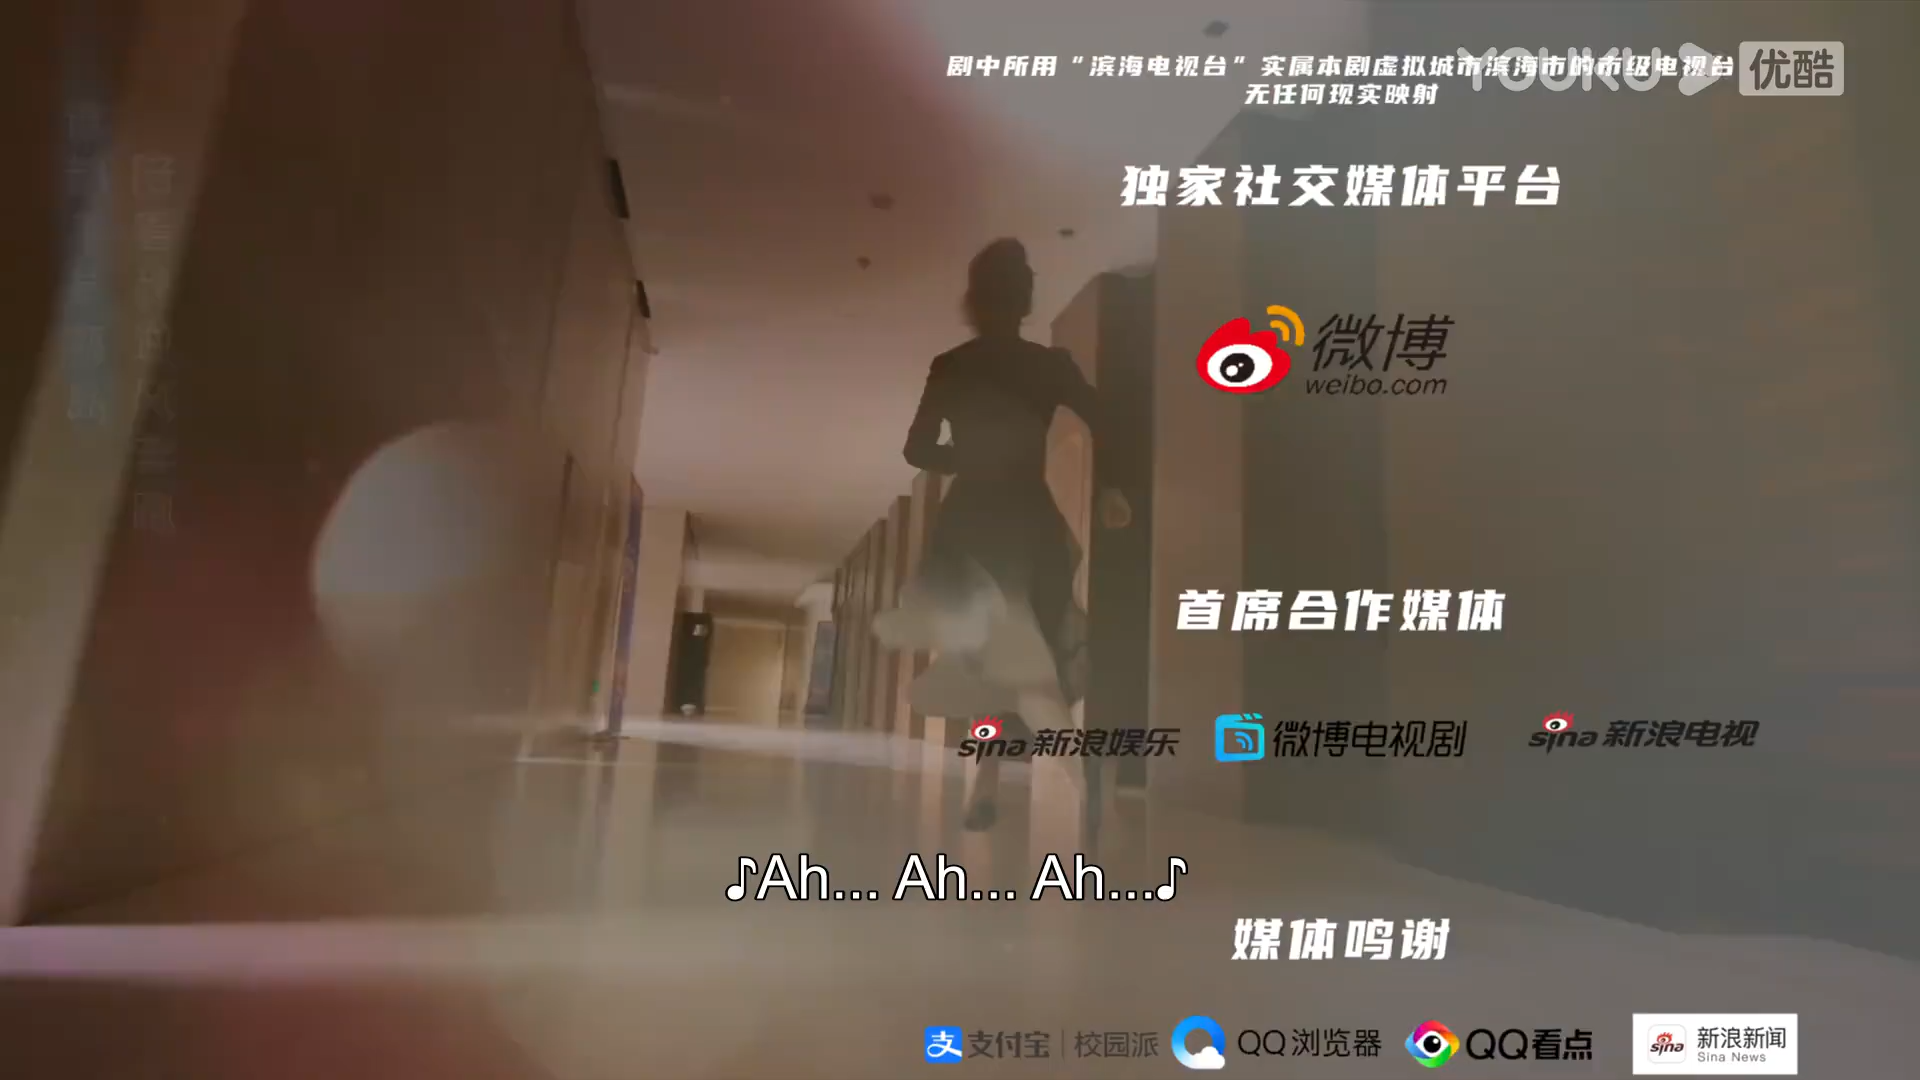 剧中所用“滨海电视台”实属本剧虚拟城市滨海市的市级电视台
无任何现实映射
YOUKU 优酷
独家社交媒体平台
微博
weibo.com
首席合作媒体
sina 新浪娱乐
微博电视剧
sina 新浪电视
♪Ah... Ah... Ah...♪
媒体鸣谢
支 支付宝 | 校园派
QQ浏览器
QQ看点
sina 新浪新闻
Sina News